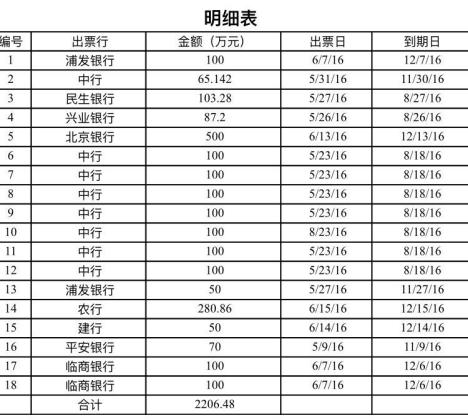 明细表
编号 出票行 金额（万元） 出票日 到期日
1 浦发银行 100 6/7/16 12/7/16
2 中行 65.142 5/31/16 11/30/16
3 民生银行 103.28 5/27/16 8/27/16
4 兴业银行 87.2 5/26/16 8/26/16
5 北京银行 500 6/13/16 12/13/16
6 中行 100 5/23/16 8/18/16
7 中行 100 5/23/16 8/18/16
8 中行 100 5/23/16 8/18/16
9 中行 100 5/23/16 8/18/16
10 中行 100 8/23/16 8/18/16
11 中行 100 5/23/16 8/18/16
12 中行 100 5/23/16 8/18/16
13 浦发银行 50 5/27/16 11/27/16
14 农行 280.86 6/15/16 12/15/16
15 建行 50 6/14/16 12/14/16
16 平安银行 70 5/9/16 11/9/16
17 临商银行 100 6/7/16 12/6/16
18 临商银行 100 6/7/16 12/6/16
合计 2206.48